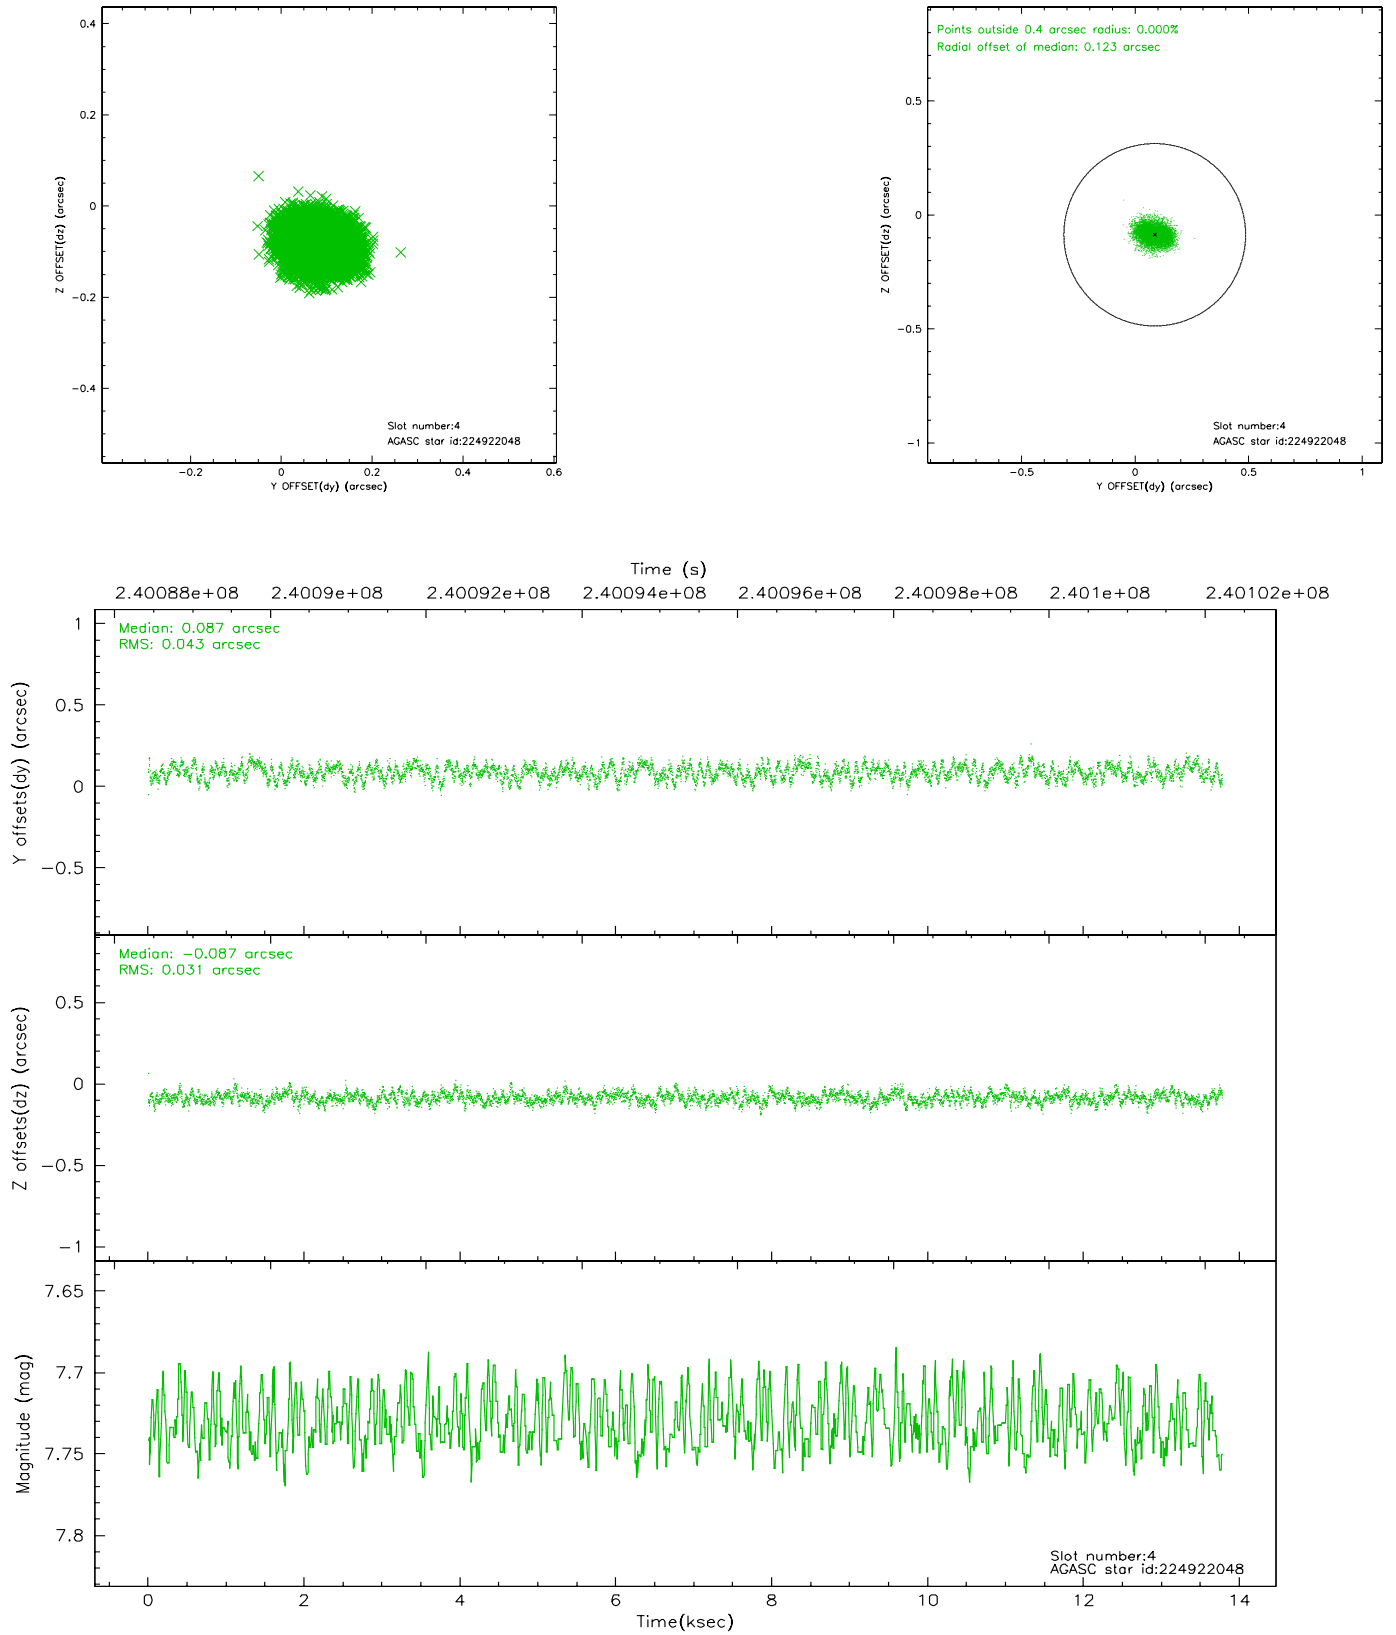 0.4
0.2
0
−0.2
−0.4
Z OFFSET(dz) (arcsec)
Slot number:4
AGASC star id:224922048
−0.2 0 0.2 0.4 0.6
Y OFFSET(dy) (arcsec)
Points outside 0.4 arcsec radius: 0.000%
Radial offset of median: 0.123 arcsec
0.5
0
−0.5
−1
Z OFFSET(dz) (arcsec)
Slot number:4
AGASC star id:224922048
−0.5 0 0.5 1
Y OFFSET(dy) (arcsec)
Time (s)
2.40088e+08 2.4009e+08 2.40092e+08 2.40094e+08 2.40096e+08 2.40098e+08 2.401e+08 2.40102e+08
Median: 0.087 arcsec
RMS: 0.043 arcsec
1
0.5
0
−0.5
Y offsets(dy) (arcsec)
Median: −0.087 arcsec
RMS: 0.031 arcsec
0.5
0
−0.5
−1
Z offsets(dz) (arcsec)
7.65
7.7
7.75
7.8
Magnitude (mag)
Slot number:4
AGASC star id:224922048
0 2 4 6 8 10 12 14
Time(ksec)